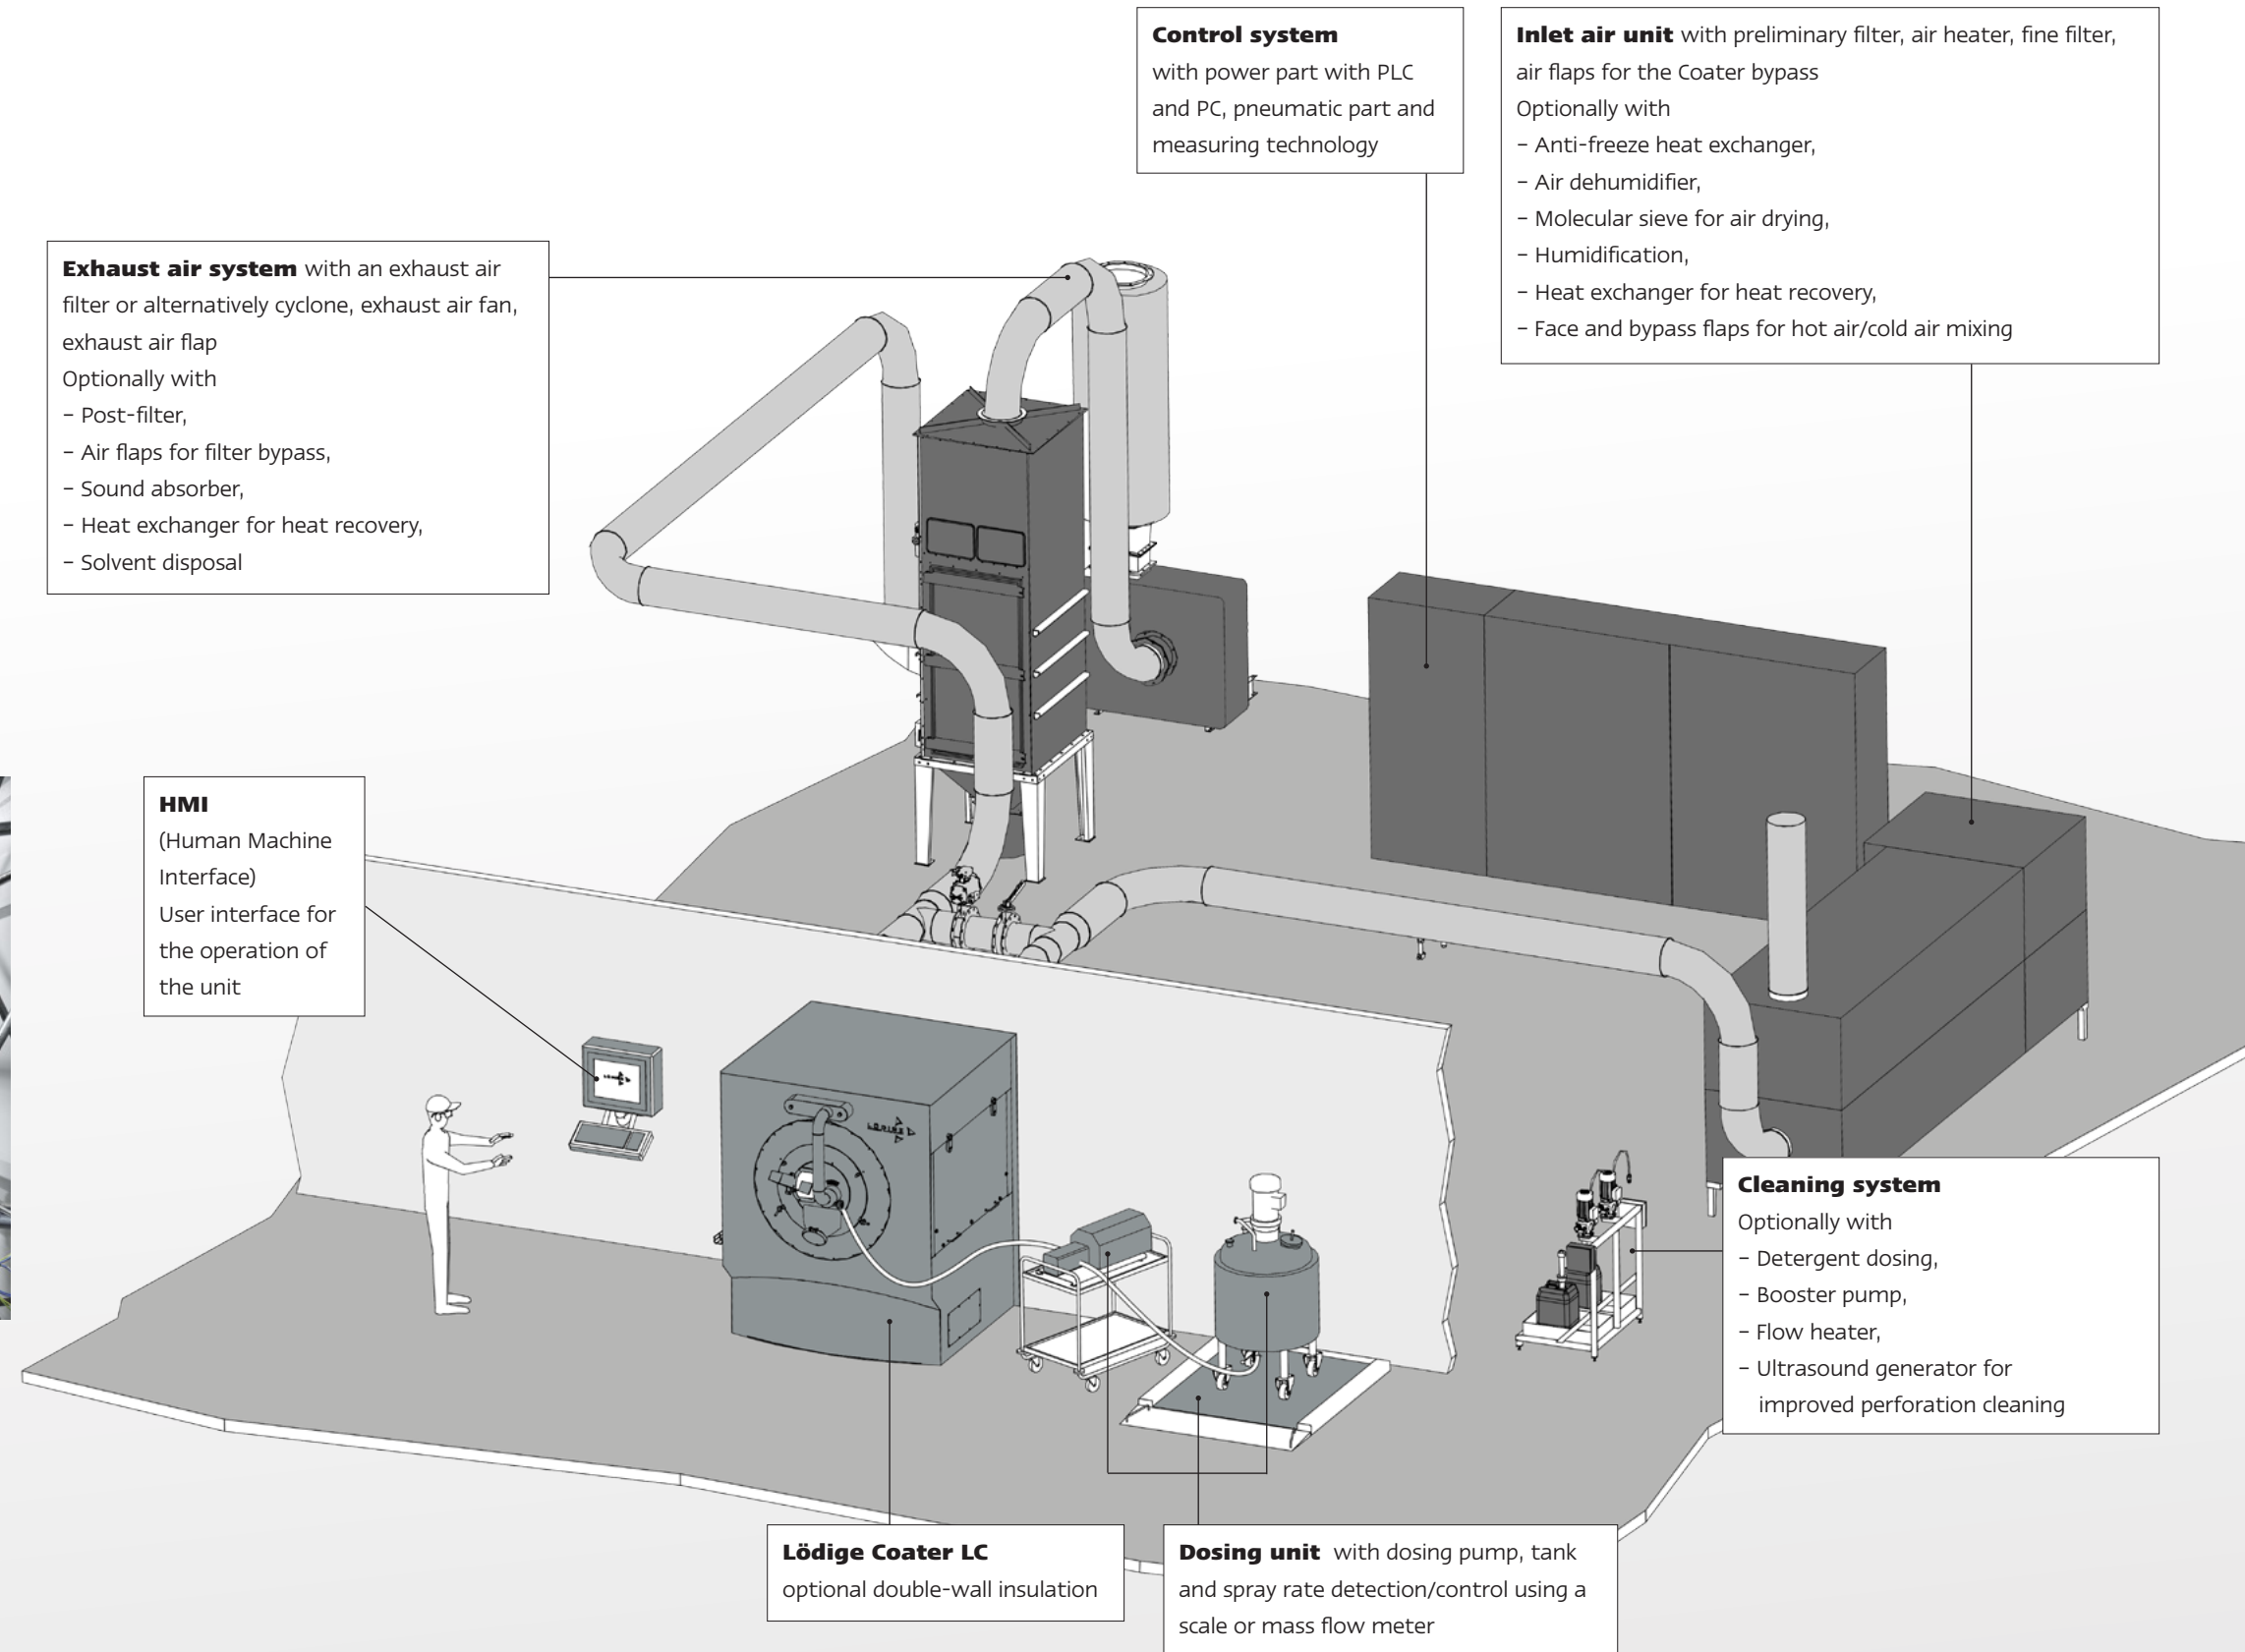 Control system
with power part with PLC
and PC, pneumatic part and
measuring technology
Inlet air unit with preliminary filter, air heater, fine filter,
air flaps for the Coater bypass
Optionally with
– Anti-freeze heat exchanger,
– Air dehumidifier,
– Molecular sieve for air drying,
– Humidification,
– Heat exchanger for heat recovery,
– Face and bypass flaps for hot air/cold air mixing
Exhaust air system with an exhaust air
filter or alternatively cyclone, exhaust air fan,
exhaust air flap
Optionally with
– Post-filter,
– Air flaps for filter bypass,
– Sound absorber,
– Heat exchanger for heat recovery,
– Solvent disposal
HMI
(Human Machine
Interface)
User interface for
the operation of
the unit
LÖDIGE
Cleaning system
Optionally with
– Detergent dosing,
– Booster pump,
– Flow heater,
– Ultrasound generator for
improved perforation cleaning
Lödige Coater LC
optional double-wall insulation
Dosing unit with dosing pump, tank
and spray rate detection/control using a
scale or mass flow meter